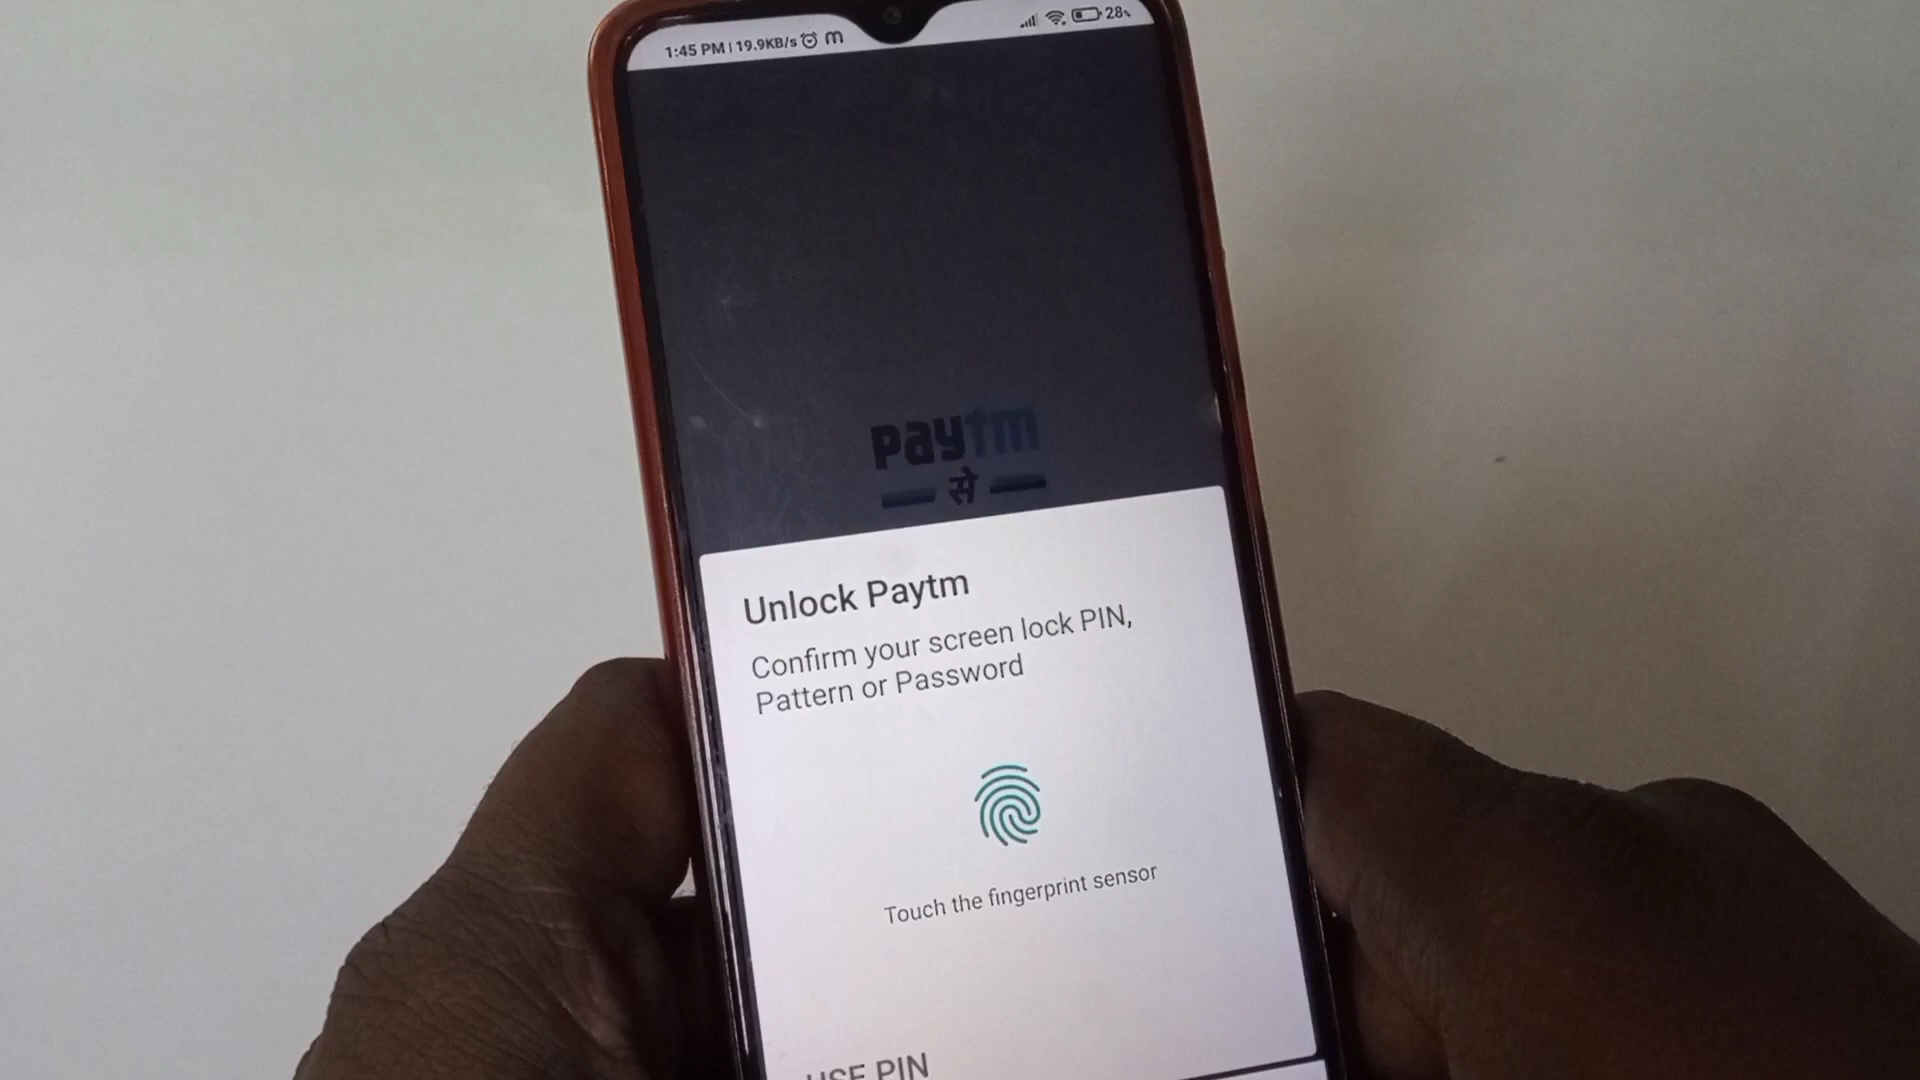 1:45 PM | 19.9KB/s
28%
paytm
से
Unlock Paytm
Confirm your screen lock PIN,
Pattern or Password
Touch the fingerprint sensor
USE PIN